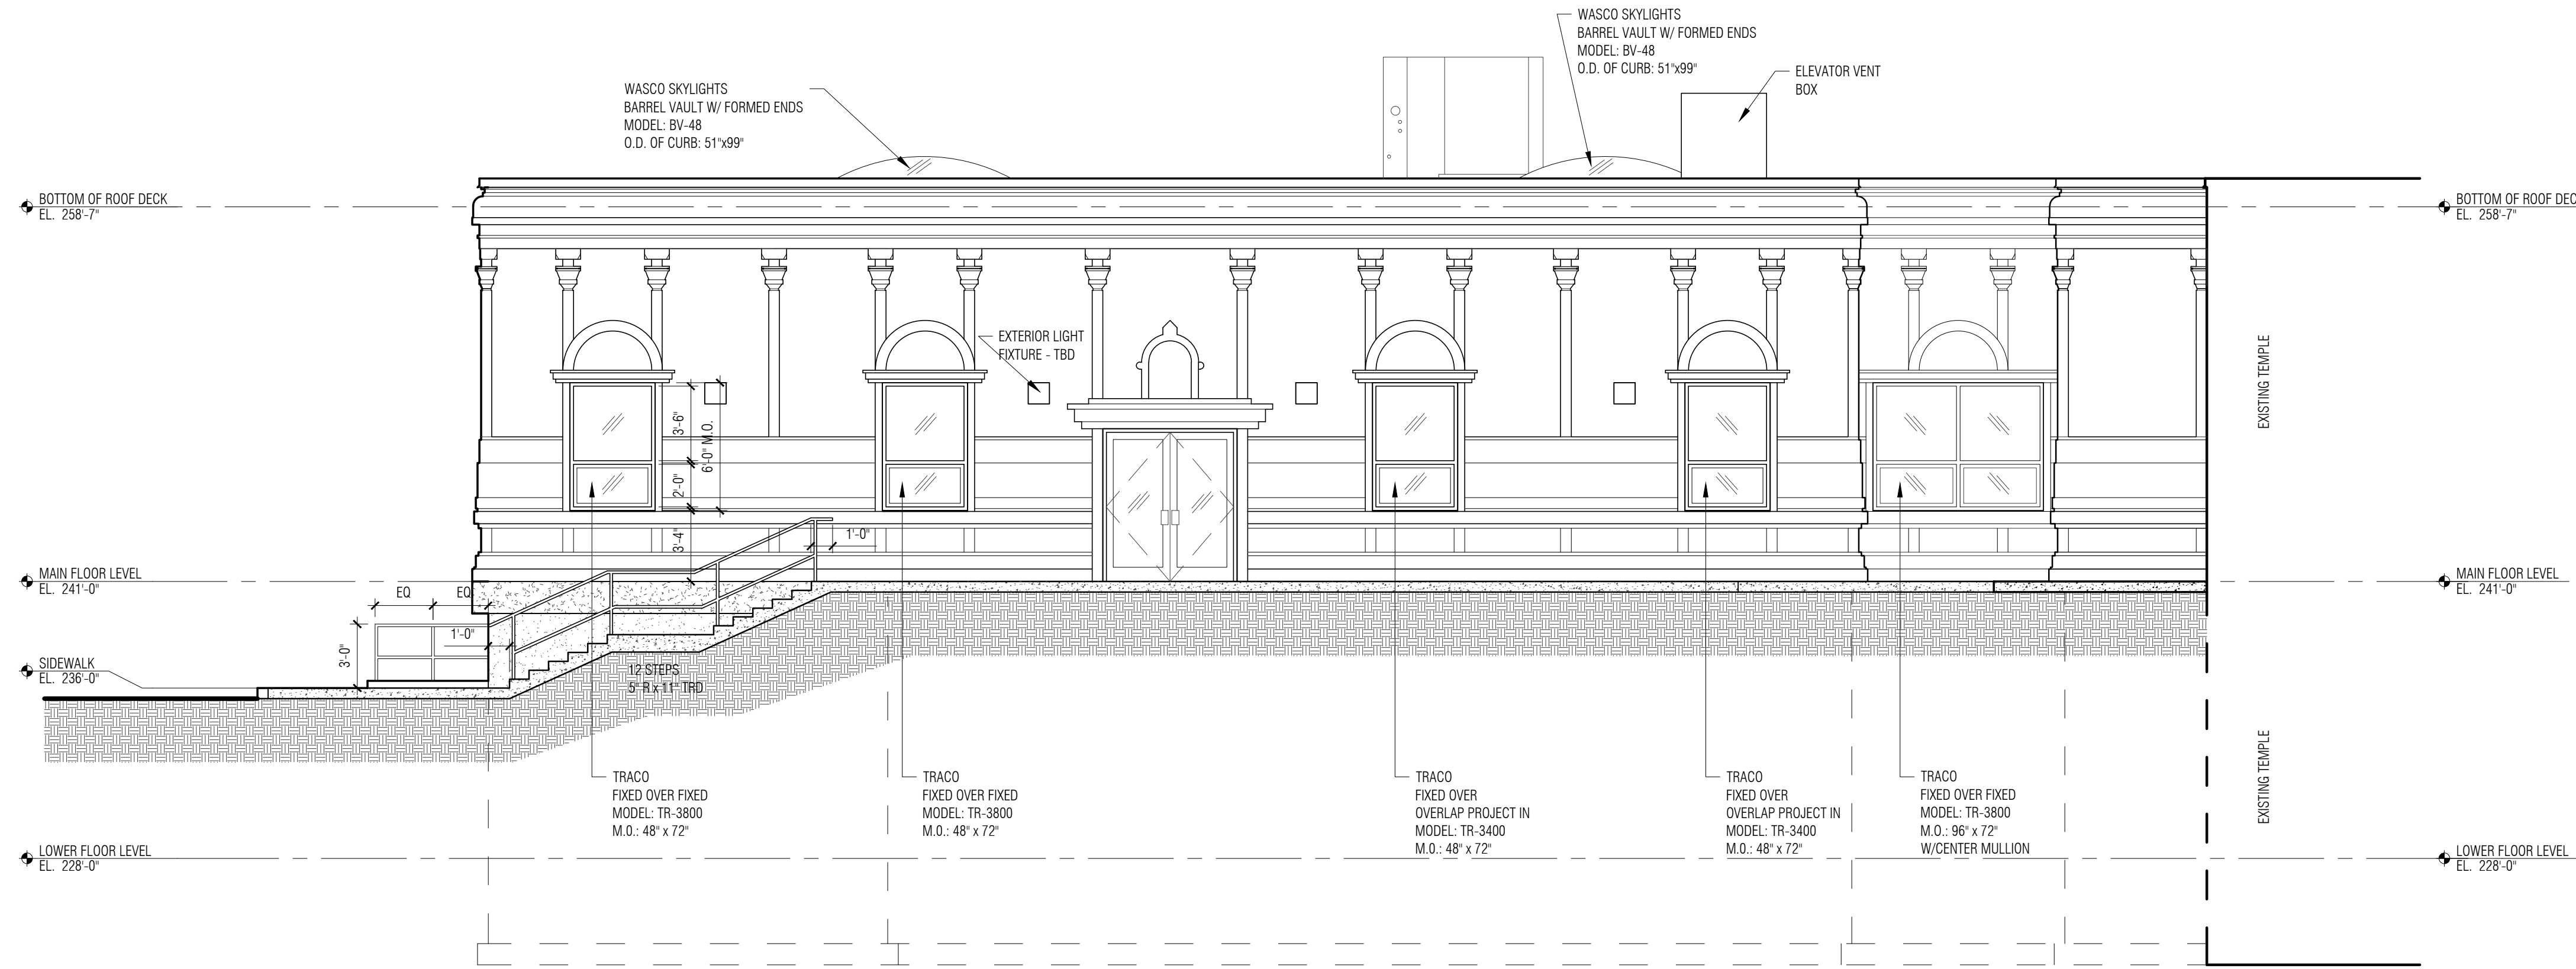 WASCO SKYLIGHTS
BARREL VAULT W/ FORMED ENDS
MODEL: BV-48
O.D. OF CURB: 51"x99"
ELEVATOR VENT
BOX
WASCO SKYLIGHTS
BARREL VAULT W/ FORMED ENDS
MODEL: BV-48
O.D. OF CURB: 51"x99"
BOTTOM OF ROOF DECK
EL. 258'-7"
BOTTOM OF ROOF DEC
EL. 258'-7"
EXTERIOR LIGHT
FIXTURE - TBD
EXISTING TEMPLE
3'-6"
6'-0" M.O.
2'-0"
3'-4"
1'-0"
MAIN FLOOR LEVEL
EL. 241'-0"
MAIN FLOOR LEVEL
EL. 241'-0"
EQ
EQ
1'-0"
3'-0"
SIDEWALK
EL. 236'-0"
12 STEPS
5" R x 11" TRD
EXISTING TEMPLE
TRACO
FIXED OVER FIXED
MODEL: TR-3800
M.O.: 48" x 72"
TRACO
FIXED OVER FIXED
MODEL: TR-3800
M.O.: 48" x 72"
TRACO
FIXED OVER
OVERLAP PROJECT IN
MODEL: TR-3400
M.O.: 48" x 72"
TRACO
FIXED OVER
OVERLAP PROJECT IN
MODEL: TR-3400
M.O.: 48" x 72"
TRACO
FIXED OVER FIXED
MODEL: TR-3800
M.O.: 96" x 72"
W/CENTER MULLION
LOWER FLOOR LEVEL
EL. 228'-0"
LOWER FLOOR LEVEL
EL. 228'-0"